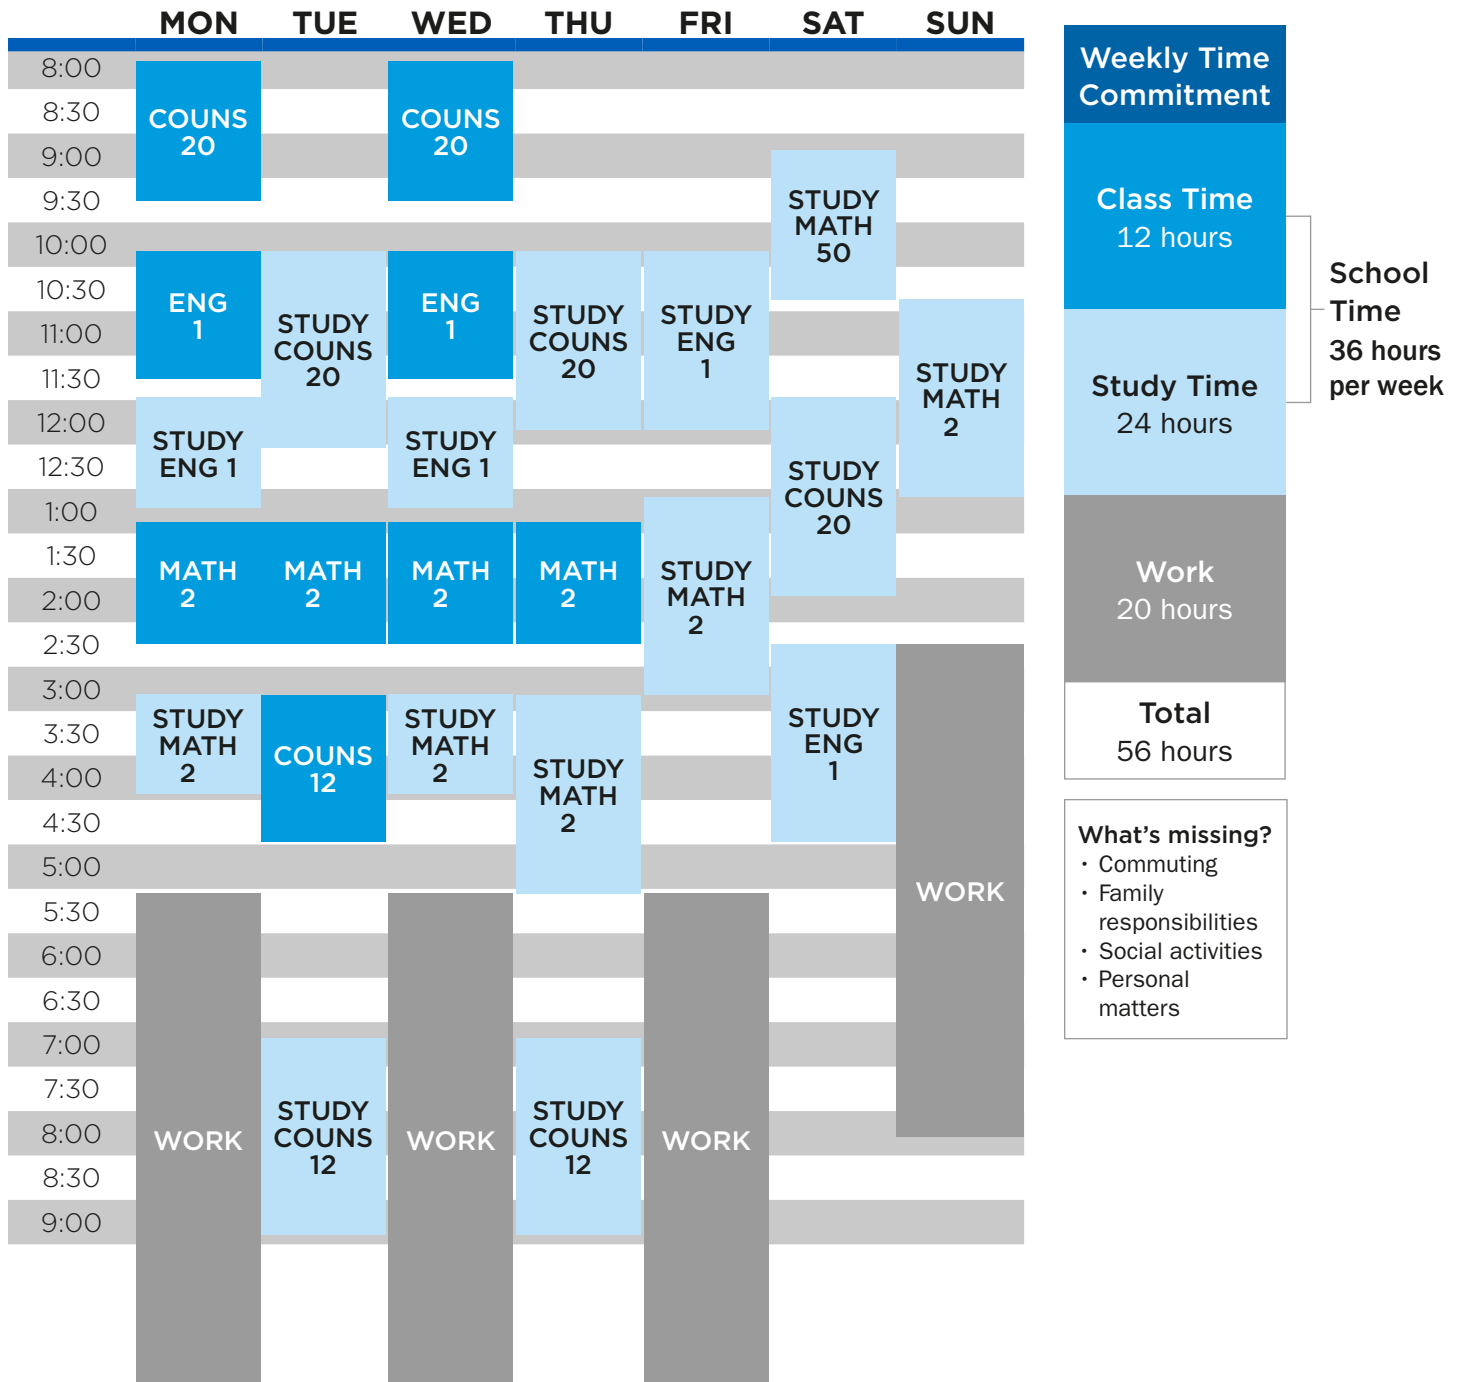 MON TUE WED THU FRI SAT SUN
8:00
8:30
9:00
9:30
10:00
10:30
11:00
11:30
12:00
12:30
1:00
1:30
2:00
2:30
3:00
3:30
4:00
4:30
5:00
5:30
6:00
6:30
7:00
7:30
8:00
8:30
9:00
COUNS
20
ENG
1
STUDY
ENG 1
MATH
2
STUDY
MATH
2
WORK
STUDY
COUNS
20
MATH
2
COUNS
12
STUDY
COUNS
12
COUNS
20
ENG
1
STUDY
ENG 1
MATH
2
STUDY
MATH
2
WORK
STUDY
COUNS
20
MATH
2
STUDY
MATH
2
STUDY
COUNS
12
STUDY
ENG
1
STUDY
MATH
2
WORK
STUDY
MATH
50
STUDY
COUNS
20
STUDY
ENG
1
STUDY
MATH
2
WORK
Weekly Time
Commitment
Class Time
12 hours
Study Time
24 hours
School
Time
36 hours
per week
Work
20 hours
Total
56 hours
What's missing?
· Commuting
· Family
responsibilities
· Social activities
· Personal
matters